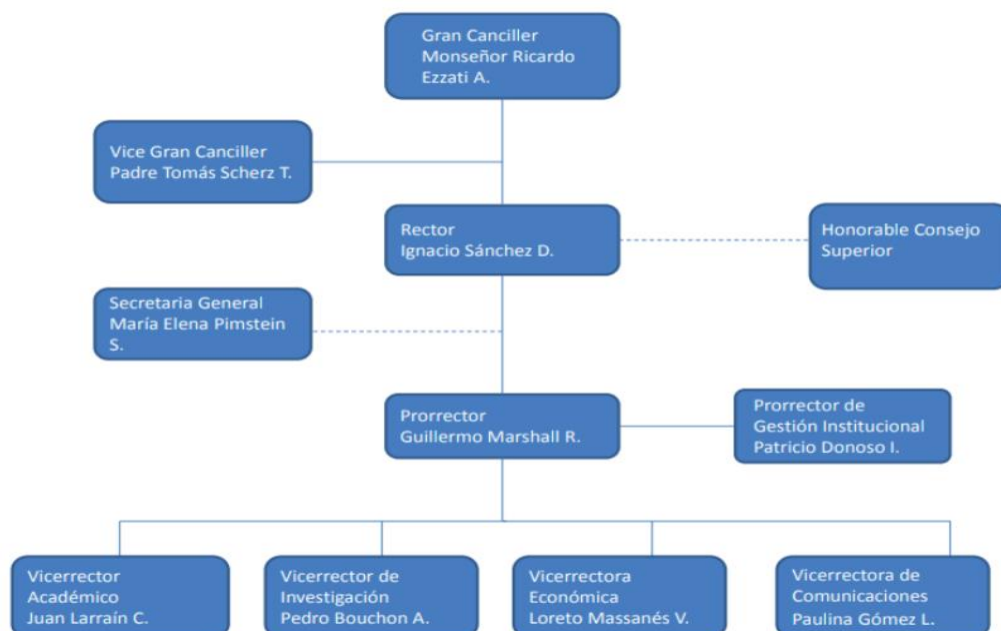 Gran Canciller
Monseñor Ricardo
Ezzati A.
Vice Gran Canciller
Padre Tomás Scherz T.
Rector
Ignacio Sánchez D.
Honorable Consejo
Superior
Secretaria General
María Elena Pimstein
S.
Prorrector
Guillermo Marshall R.
Prorrector de
Gestión Institucional
Patricio Donoso I.
Vicerrector
Académico
Juan Larraín C.
Vicerrector de
Investigación
Pedro Bouchon A.
Vicerrectora
Económica
Loreto Massanés V.
Vicerrectora de
Comunicaciones
Paulina Gómez L.